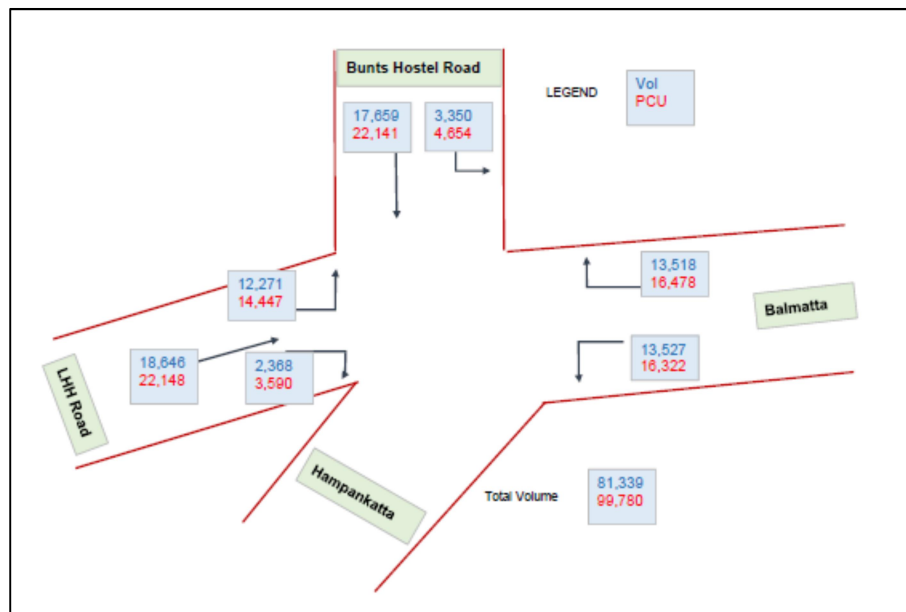 Bunts Hostel Road
LEGEND
Vol
PCU
17,659
22,141
3,350
4,654
12,271
14,447
13,518
16,478
Balmatta
18,646
22,148
2,368
3,590
13,527
16,322
LHH Road
Hampankatta
Total Volume
81,339
99,780